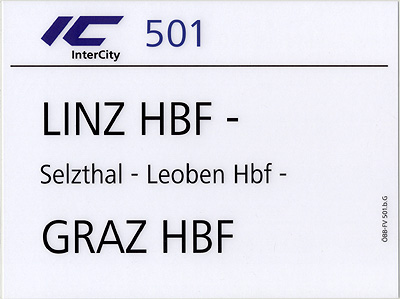 IC 501
InterCity
LINZ HBF -
Selzthal - Leoben Hbf -
GRAZ HBF
ÖBB-FV 501.b.G